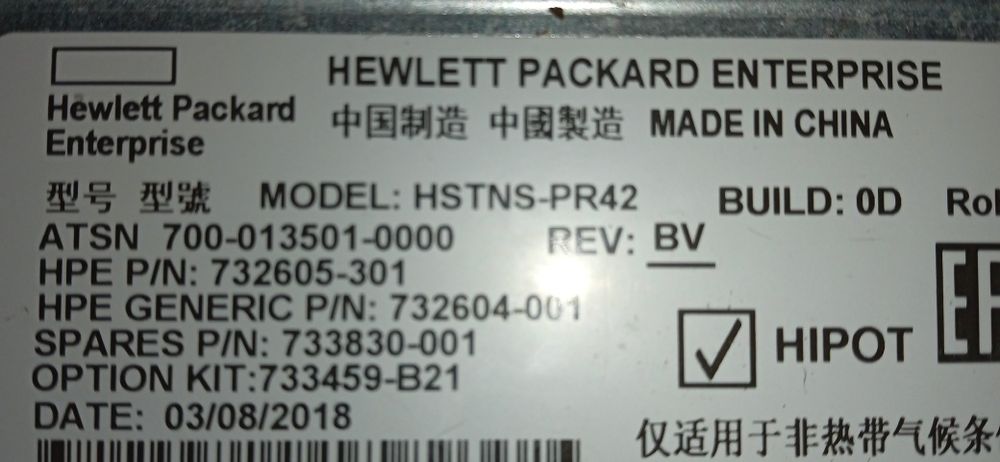 HEWLETT PACKARD ENTERPRISE
Hewlett Packard
Enterprise
中国制造 中國製造 MADE IN CHINA
型号 型號 MODEL: HSTNS-PR42 BUILD: 0D
ATSN 700-013501-0000 REV: BV
HPE P/N: 732605-301
HPE GENERIC P/N: 732604-001
SPARES P/N: 733830-001
HIPOT
OPTION KIT:733459-B21
DATE: 03/08/2018
仅适用于非热带气候条